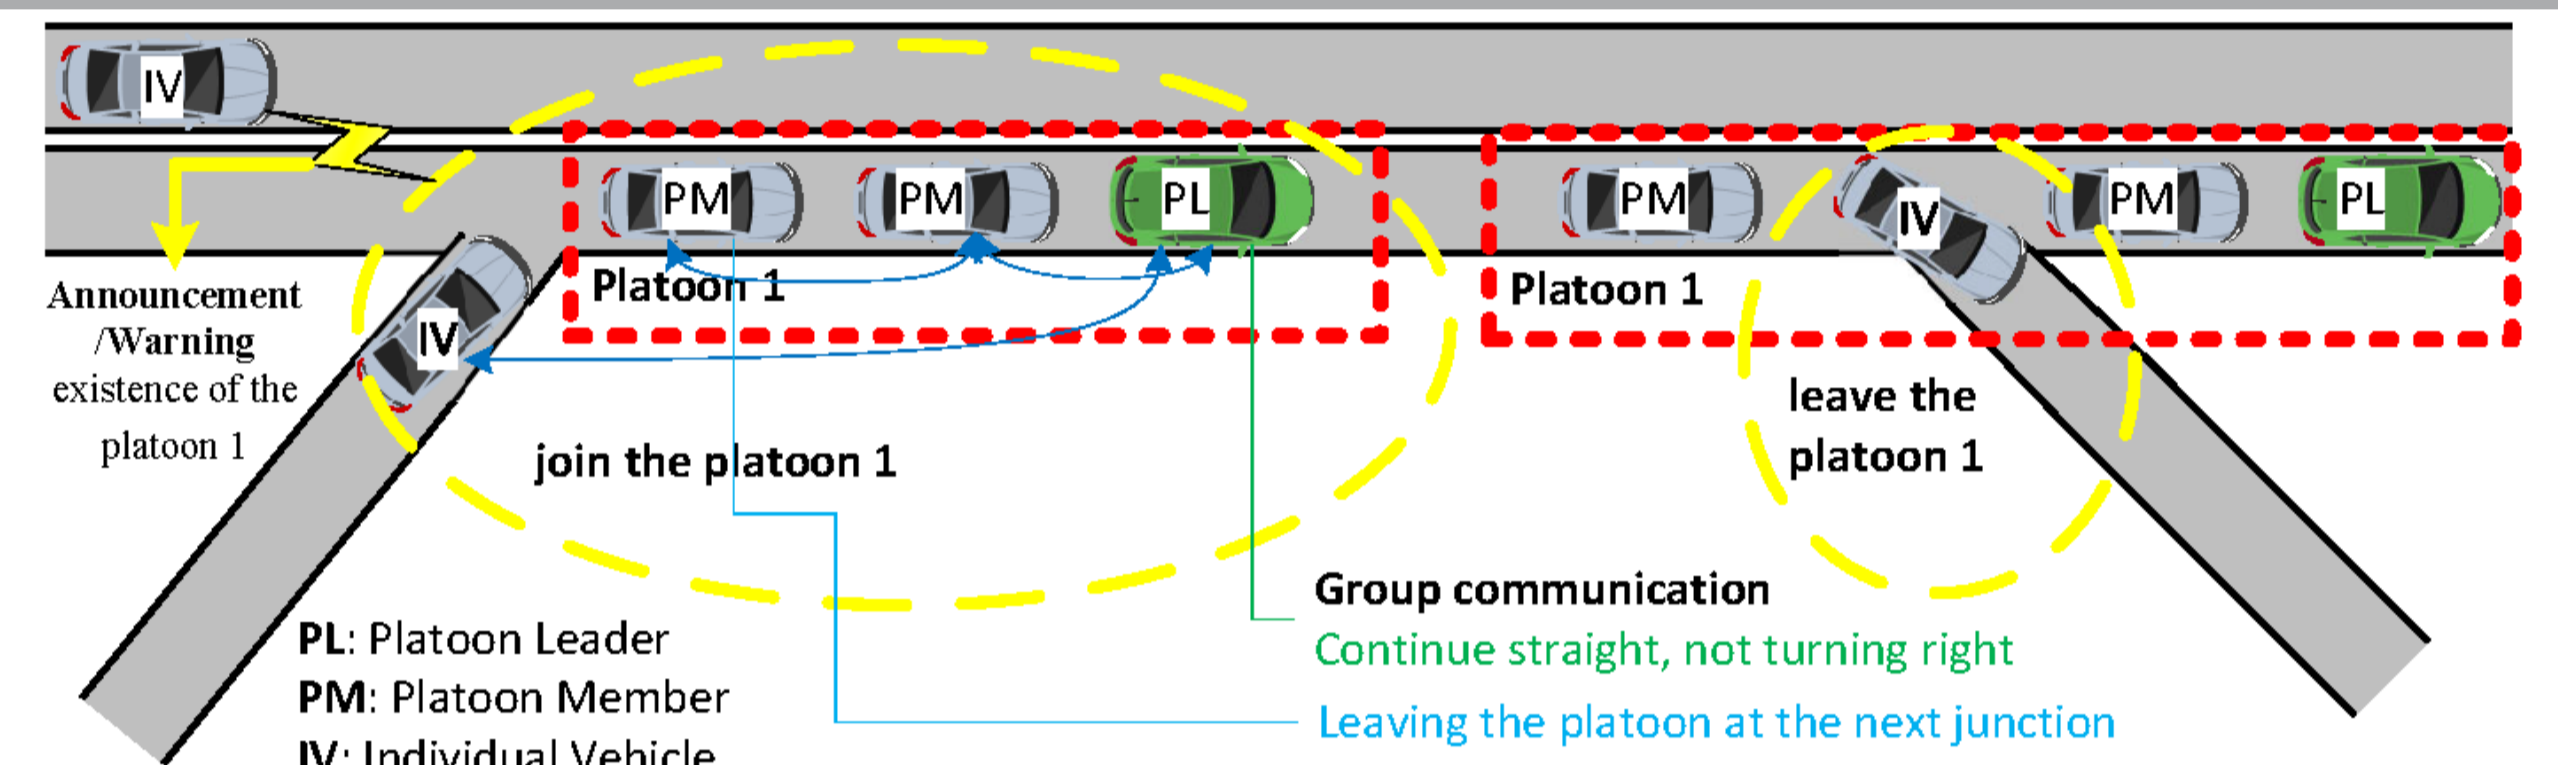 IV
PM
PM
PL
PM
IV
PM
PL
Platoon 1
Platoon 1
Announcement
/Warning
existence of the
platoon 1
IV
join the platoon 1
leave the
platoon 1
Group communication
Continue straight, not turning right
Leaving the platoon at the next junction
PL: Platoon Leader
PM: Platoon Member
IV: Individual Vehicle